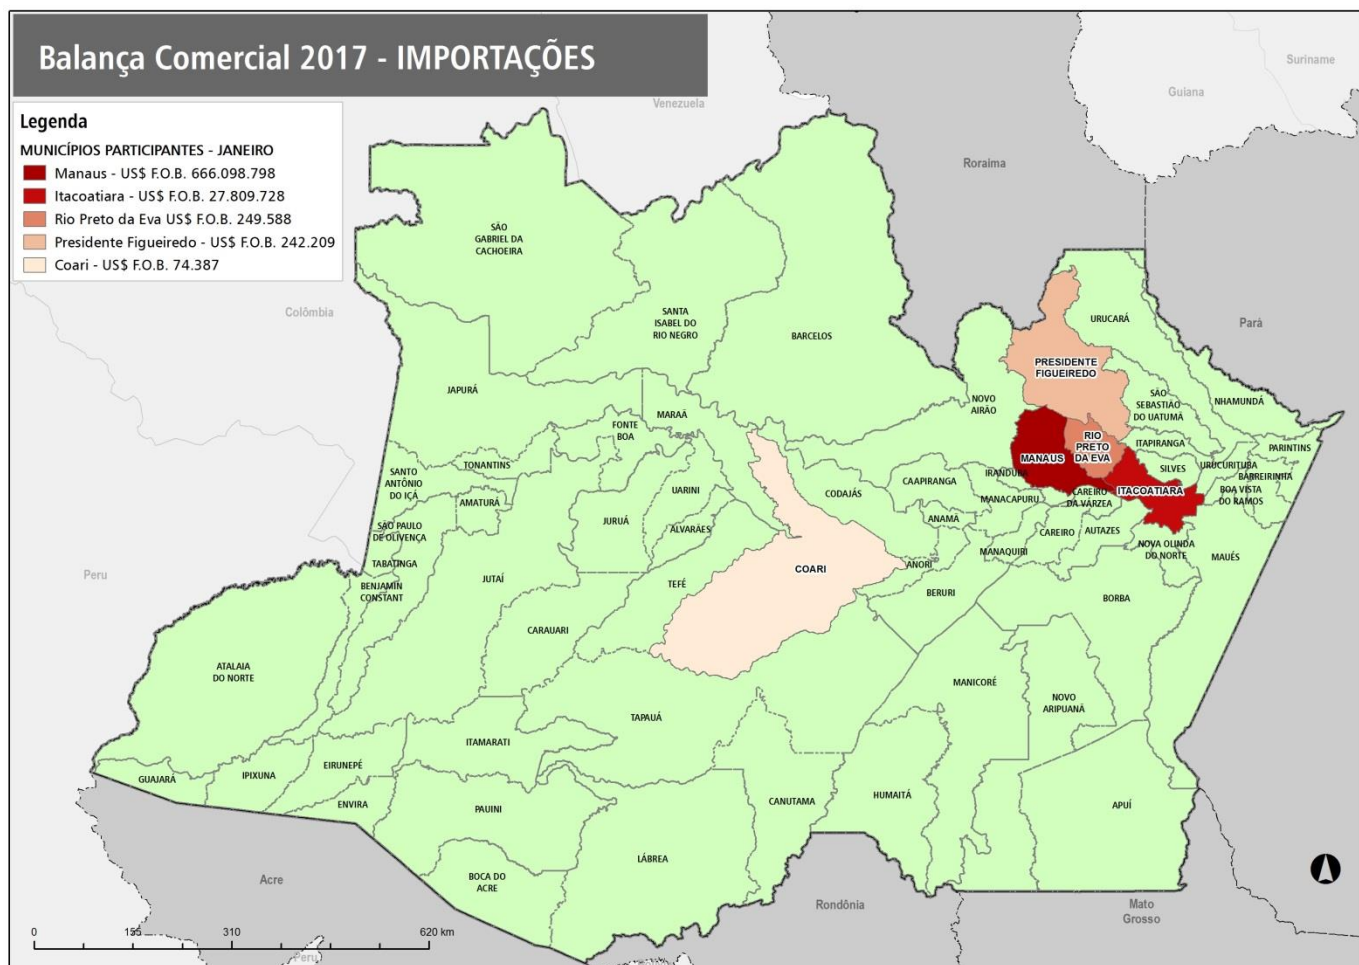 Balança Comercial 2017 - IMPORTAÇÕES
Legenda
MUNICÍPIOS PARTICIPANTES - JANEIRO
Manaus - US$ F.O.B. 666.098.798
Itacoatiara - US$ F.O.B. 27.809.728
Rio Preto da Eva US$ F.O.B. 249.588
Presidente Figueiredo - US$ F.O.B. 242.209
Coari - US$ F.O.B. 74.387
Suriname
Guiana
Venezuela
Roraima
Colômbia
Pará
Peru
SÃO
GABRIEL DA
CACHOEIRA
SANTA
ISABEL DO
RIO NEGRO
BARCELOS
URUCARÁ
PRESIDENTE
FIGUEIREDO
JAPURÁ
MARAÃ
NOVO
AIRÃO
SÃO
SEBASTIÃO
DO UATUMÃ
NHAMUNDÁ
FONTE
BOA
RIO
PRETO
DA EVA
ITAPIRANGA
PARINTINS
TONANTINS
SANTO
ANTÔNIO
DO IÇÁ
MANAUS
IRANDUBA
SILVES
URUCURITUBA
BARREIRINHA
AMATURÁ
UARINI
CODAJÁS
CAAPIRANGA
MANACAPURU
CAREIRO
DA VÁRZEA
ITACOATIARA
BOA VISTA
DO RAMOS
SÃO PAULO
DE OLIVENÇA
JURUÁ
ALVARÃES
ANAMÃ
CAREIRO
AUTAZES
TABATINGA
MANAQUIRI
NOVA OLINDA
DO NORTE
MAUÉS
BENJAMIN
CONSTANT
JUTAÍ
TEFÉ
COARI
ANORI
BERURI
BORBA
CARAUARI
ATALAIA
DO NORTE
MANICORÉ
NOVO
ARIPUANÃ
TAPAUÁ
ITAMARATI
GUAJARÁ
IPIXUNA
EIRUNEPÉ
ENVIRA
PAUINI
CANUTAMA
HUMAITÁ
APUÍ
LÁBREA
BOCA DO
ACRE
Acre
Rondônia
Mato
Grosso
0 155 310 620 km
Peru